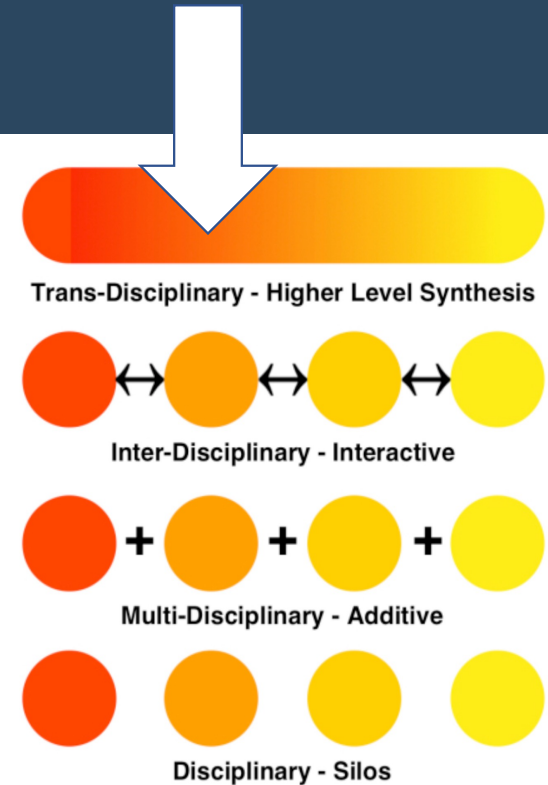 Trans-Disciplinary - Higher Level Synthesis
Inter-Disciplinary - Interactive
+ + +
Multi-Disciplinary - Additive
Disciplinary - Silos